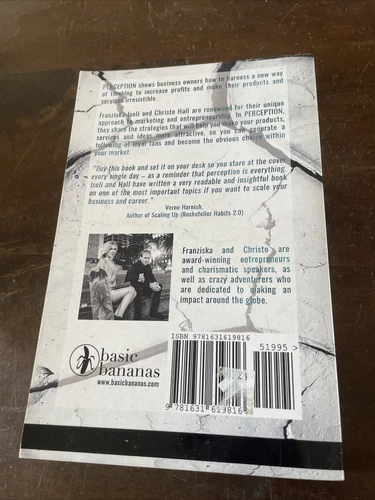 PERCEPTION shows business owners how to harness a new way
of thinking to increase profits and make their products and
services irresistible.
Franziska Iseli and Christo Hall are renowned for their unique
approach to marketing and entrepreneurship. In PERCEPTION,
they share the strategies that will help you make your products,
services and ideas more attractive, so you can generate a
following of loyal fans and become the obvious choice within
your market.
"Buy this book and set it on your desk so you stare at the cover
every single day – as a reminder that perception is everything.
Iseli and Hall have written a very readable and insightful book
on one of the most important topics if you want to scale your
business and career."
Verne Harnish,
Author of Scaling Up (Rockefeller Habits 2.0)
Franziska and Christo are
award-winning entrepreneurs
and charismatic speakers, as
well as crazy adventurers who
are dedicated to making an
impact around the globe.
basic
bananas
www.basicbananas.com
ISBN 9781631619816
51995 >
9 781631 619816